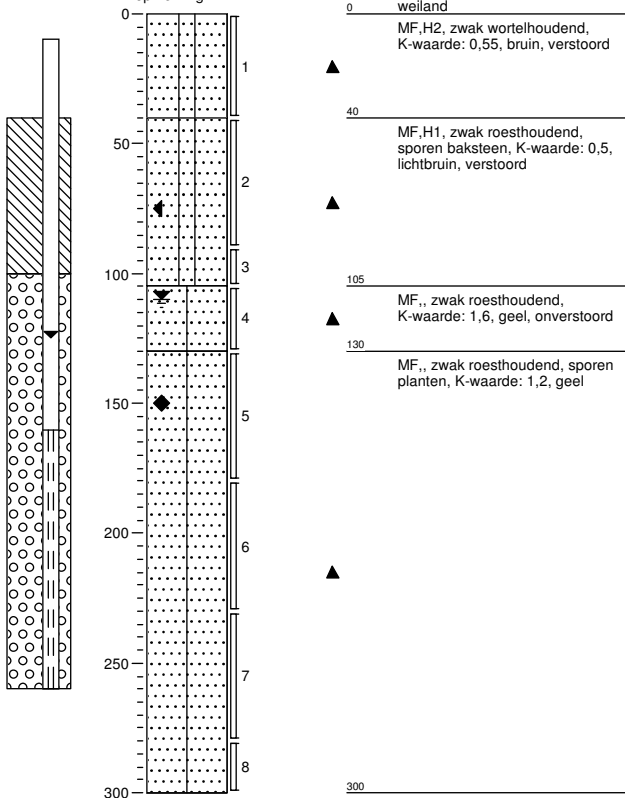 0
50
100
150
200
250
300
1
2
3
4
5
6
7
8
0
weiland
MF,H2, zwak wortelhoudend,
K-waarde: 0,55, bruin, verstoord
40
MF,H1, zwak roesthoudend,
sporen baksteen, K-waarde: 0,5,
lichtbruin, verstoord
105
MF,, zwak roesthoudend,
K-waarde: 1,6, geel, onverstoord
130
MF,, zwak roesthoudend, sporen
planten, K-waarde: 1,2, geel
300